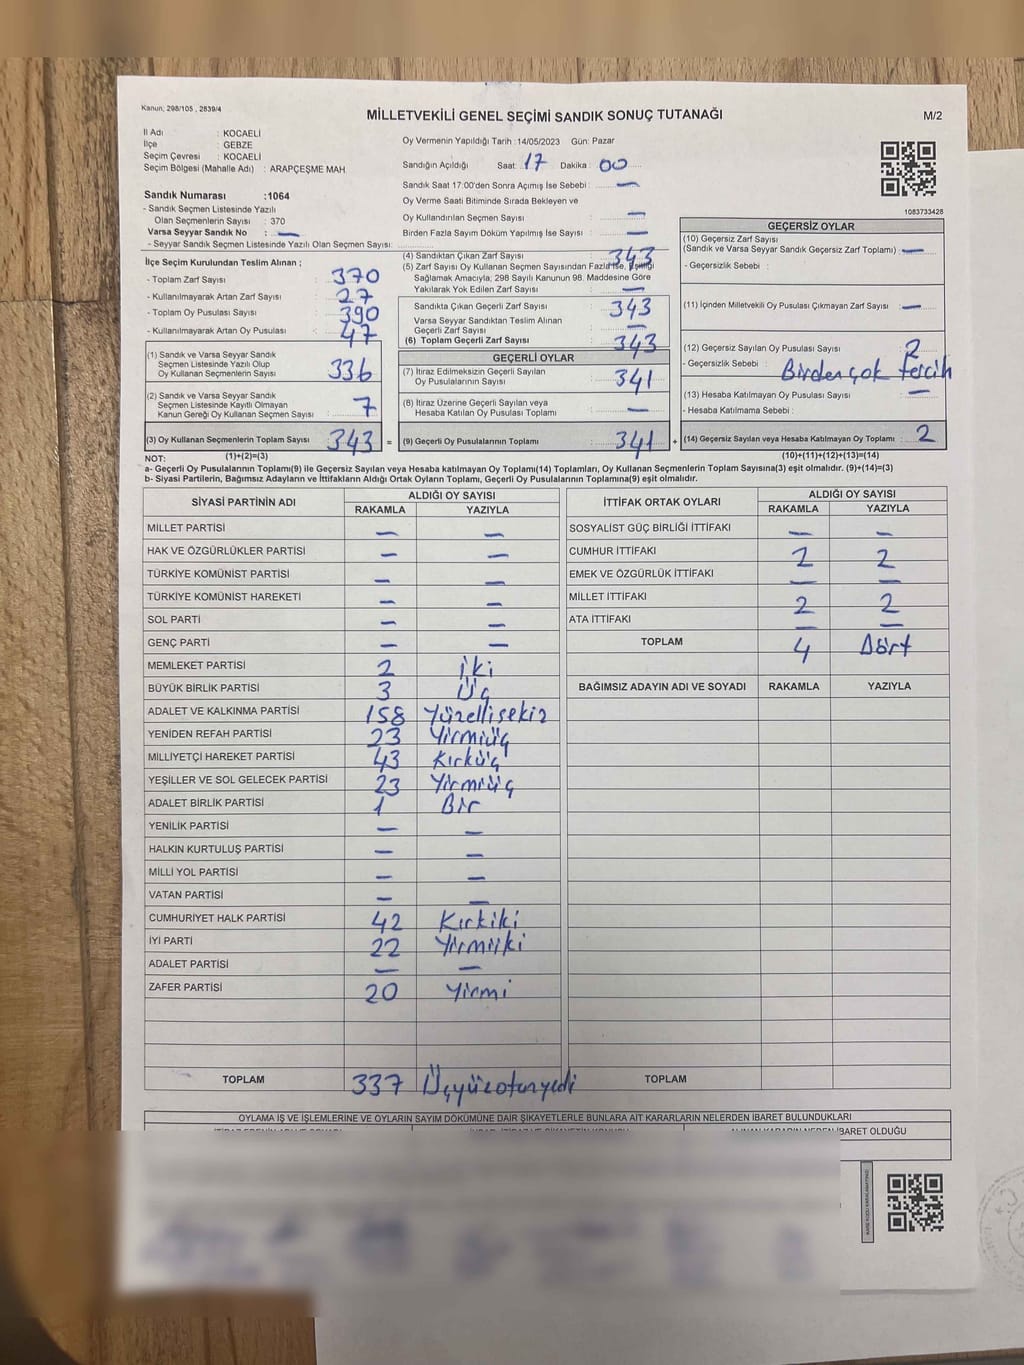 Kanun, 298/105 , 2839/4
MİLLETVEKİLİ GENEL SEÇİMİ SANDIK SONUÇ TUTANAĞI
M/2
İl Adı : KOCAELİ
İlçe : GEBZE
Seçim Çevresi : KOCAELİ
Seçim Bölgesi (Mahalle Adı) : ARAPÇEŞME MAH.
Sandık Numarası :1064
- Sandık Seçmen Listesinde Yazılı
Olan Seçmenlerin Sayısı : 370
Varsa Seyyar Sandık No : —
- Seyyar Sandık Seçmen Listesinde Yazılı Olan Seçmen Sayısı:
Oy Vermenin Yapıldığı Tarih :14/05/2023 Gün: Pazar
Sandığın Açıldığı Saat: 17 Dakika: 00
Sandık Saat 17:00'den Sonra Açımış İse Sebebi: —
Oy Verme Saati Bitiminde Sırada Bekleyen ve
Oy Kullandırılan Seçmen Sayısı : —
Birden Fazla Sayım Döküm Yapılmış İse Sayısı : —
1083733428
İlçe Seçim Kurulundan Teslim Alınan ;
- Toplam Zarf Sayısı : 370
- Kullanılmayarak Artan Zarf Sayısı : 27
- Toplam Oy Pusulası Sayısı : 390
- Kullanılmayarak Artan Oy Pusulası : 47
(1) Sandık ve Varsa Seyyar Sandık
Seçmen Listesinde Yazılı Olup
Oy Kullanan Seçmenlerin Sayısı 336
(2) Sandık ve Varsa Seyyar Sandık
Seçmen Listesinde Kayıtlı Olmayan
Kanun Gereği Oy Kullanan Seçmen Sayısı : 7
(3) Oy Kullanan Seçmenlerin Toplam Sayısı 343 =
(4) Sandıktan Çıkan Zarf Sayısı : 343
(5) Zarf Sayısı Oy Kullanan Seçmen Sayısından Fazla İse, Eşitliği
Sağlamak Amacıyla, 298 Sayılı Kanunun 98. Maddesine Göre
Yakılarak Yok Edilen Zarf Sayısı : —
Sandıkta Çıkan Geçerli Zarf Sayısı : 343
Varsa Seyyar Sandıktan Teslim Alınan
Geçerli Zarf Sayısı : —
(6) Toplam Geçerli Zarf Sayısı : 343
GEÇERLİ OYLAR
(7) İtiraz Edilmeksizin Geçerli Sayılan
Oy Pusulalarının Sayısı : 341
(8) İtiraz Üzerine Geçerli Sayılan veya
Hesaba Katılan Oy Pusulası Toplamı : —
(9) Geçerli Oy Pusulalarının Toplamı : 341 +
GEÇERSİZ OYLAR
(10) Geçersiz Zarf Sayısı
(Sandık ve Varsa Seyyar Sandık Geçersiz Zarf Toplamı) : —
- Geçersizlik Sebebi :
(11) İçinden Milletvekili Oy Pusulası Çıkmayan Zarf Sayısı : —
(12) Geçersiz Sayılan Oy Pusulası Sayısı : 2
- Geçersizlik Sebebi : Birden çok tercih
(13) Hesaba Katılmayan Oy Pusulası Sayısı : —
- Hesaba Katılmama Sebebi :
(14) Geçersiz Sayılan veya Hesaba Katılmayan Oy Toplamı : 2
NOT: (1)+(2)=(3)
(10)+(11)+(12)+(13)=(14)
a- Geçerli Oy Pusulalarının Toplamı(9) ile Geçersiz Sayılan veya Hesaba katılmayan Oy Toplamı(14) Toplamları, Oy Kullanan Seçmenlerin Toplam Sayısına(3) eşit olmalıdır. (9)+(14)=(3)
b- Siyasi Partilerin, Bağımsız Adayların ve İttifakların Aldığı Ortak Oyların Toplamı, Geçerli Oy Pusulalarının Toplamına(9) eşit olmalıdır.
SİYASİ PARTİNİN ADI ALDIĞI OY SAYISI
RAKAMLA YAZIYLA
MİLLET PARTİSİ — —
HAK VE ÖZGÜRLÜKLER PARTİSİ — —
TÜRKİYE KOMÜNİST PARTİSİ — —
TÜRKİYE KOMÜNİST HAREKETİ — —
SOL PARTİ — —
GENÇ PARTİ — —
MEMLEKET PARTİSİ 2 İki
BÜYÜK BİRLİK PARTİSİ 3 Üç
ADALET VE KALKINMA PARTİSİ 158 Yüzellisekiz
YENİDEN REFAH PARTİSİ 23 Yirmiüç
MİLLİYETÇİ HAREKET PARTİSİ 43 Kırküç
YEŞİLLER VE SOL GELECEK PARTİSİ 23 Yirmiüç
ADALET BİRLİK PARTİSİ 1 Bir
YENİLİK PARTİSİ — —
HALKIN KURTULUŞ PARTİSİ — —
MİLLİ YOL PARTİSİ — —
VATAN PARTİSİ — —
CUMHURİYET HALK PARTİSİ 42 Kırkiki
İYİ PARTİ 22 Yirmiiki
ADALET PARTİSİ — —
ZAFER PARTİSİ 20 Yirmi
TOPLAM 337 Üçyüzotuzyedi
İTTİFAK ORTAK OYLARI ALDIĞI OY SAYISI
RAKAMLA YAZIYLA
SOSYALİST GÜÇ BİRLİĞİ İTTİFAKI — —
CUMHUR İTTİFAKI 2 2
EMEK VE ÖZGÜRLÜK İTTİFAKI — —
MİLLET İTTİFAKI 2 2
ATA İTTİFAKI — —
TOPLAM 4 Dört
BAĞIMSIZ ADAYIN ADI VE SOYADI RAKAMLA YAZIYLA
TOPLAM
OYLAMA İŞ VE İŞLEMLERİNE VE OYLARIN SAYIM DÖKÜMÜNE DAİR ŞİKAYETLERLE BUNLARA AİT KARARLARIN NELERDEN İBARET BULUNDUKLARI
İBARET OLDUĞU